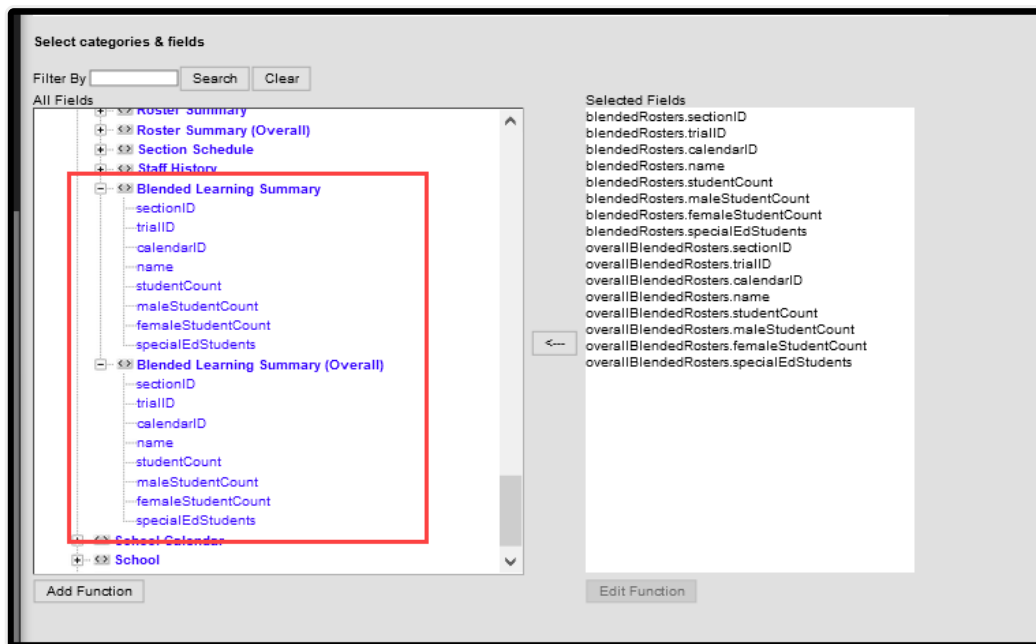 Select categories & fields
Filter By
Search
Clear
All Fields
Roster Summary
Roster Summary (Overall)
Section Schedule
Staff History
Blended Learning Summary
sectionID
trialID
calendarID
name
studentCount
maleStudentCount
femaleStudentCount
specialEdStudents
Blended Learning Summary (Overall)
sectionID
trialID
calendarID
name
studentCount
maleStudentCount
femaleStudentCount
specialEdStudents
School Calendar
School
Add Function
<---
Selected Fields
blendedRosters.sectionID
blendedRosters.trialID
blendedRosters.calendarID
blendedRosters.name
blendedRosters.studentCount
blendedRosters.maleStudentCount
blendedRosters.femaleStudentCount
blendedRosters.specialEdStudents
overallBlendedRosters.sectionID
overallBlendedRosters.trialID
overallBlendedRosters.calendarID
overallBlendedRosters.name
overallBlendedRosters.studentCount
overallBlendedRosters.maleStudentCount
overallBlendedRosters.femaleStudentCount
overallBlendedRosters.specialEdStudents
Edit Function